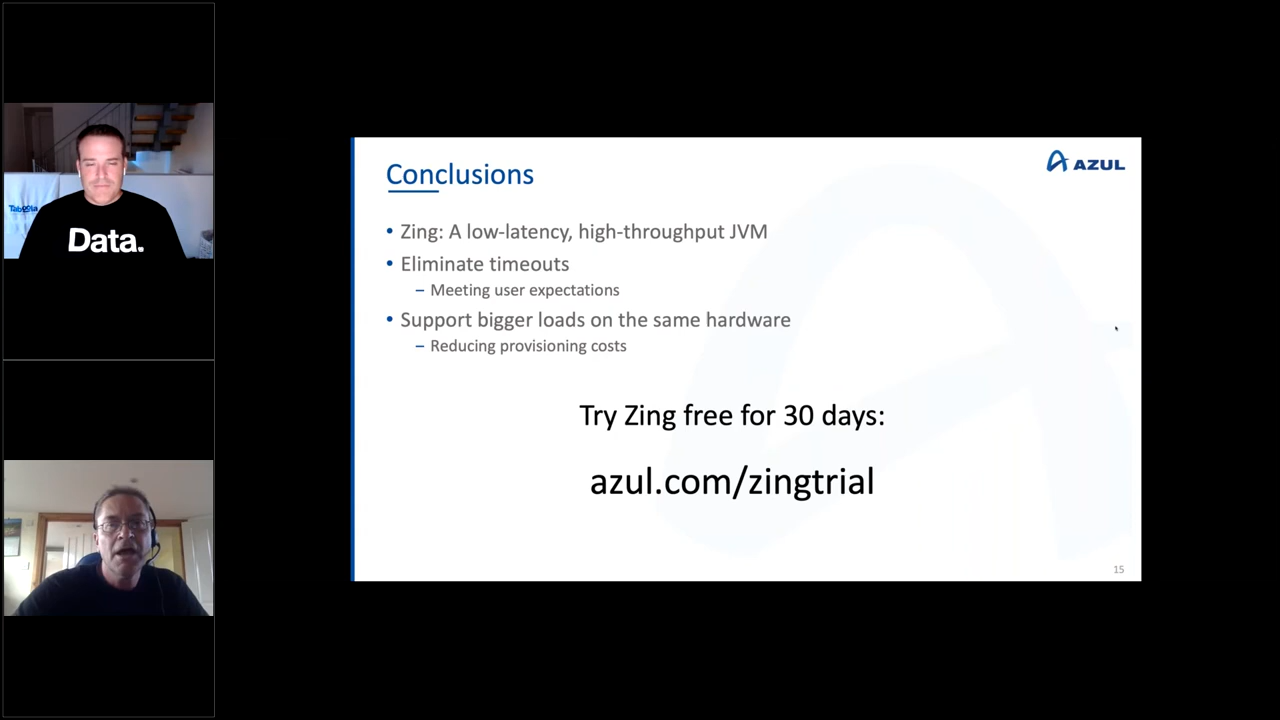 Taboola
Data.
Conclusions
AZUL
• Zing: A low-latency, high-throughput JVM
• Eliminate timeouts
– Meeting user expectations
• Support bigger loads on the same hardware
– Reducing provisioning costs
Try Zing free for 30 days:
azul.com/zingtrial
15